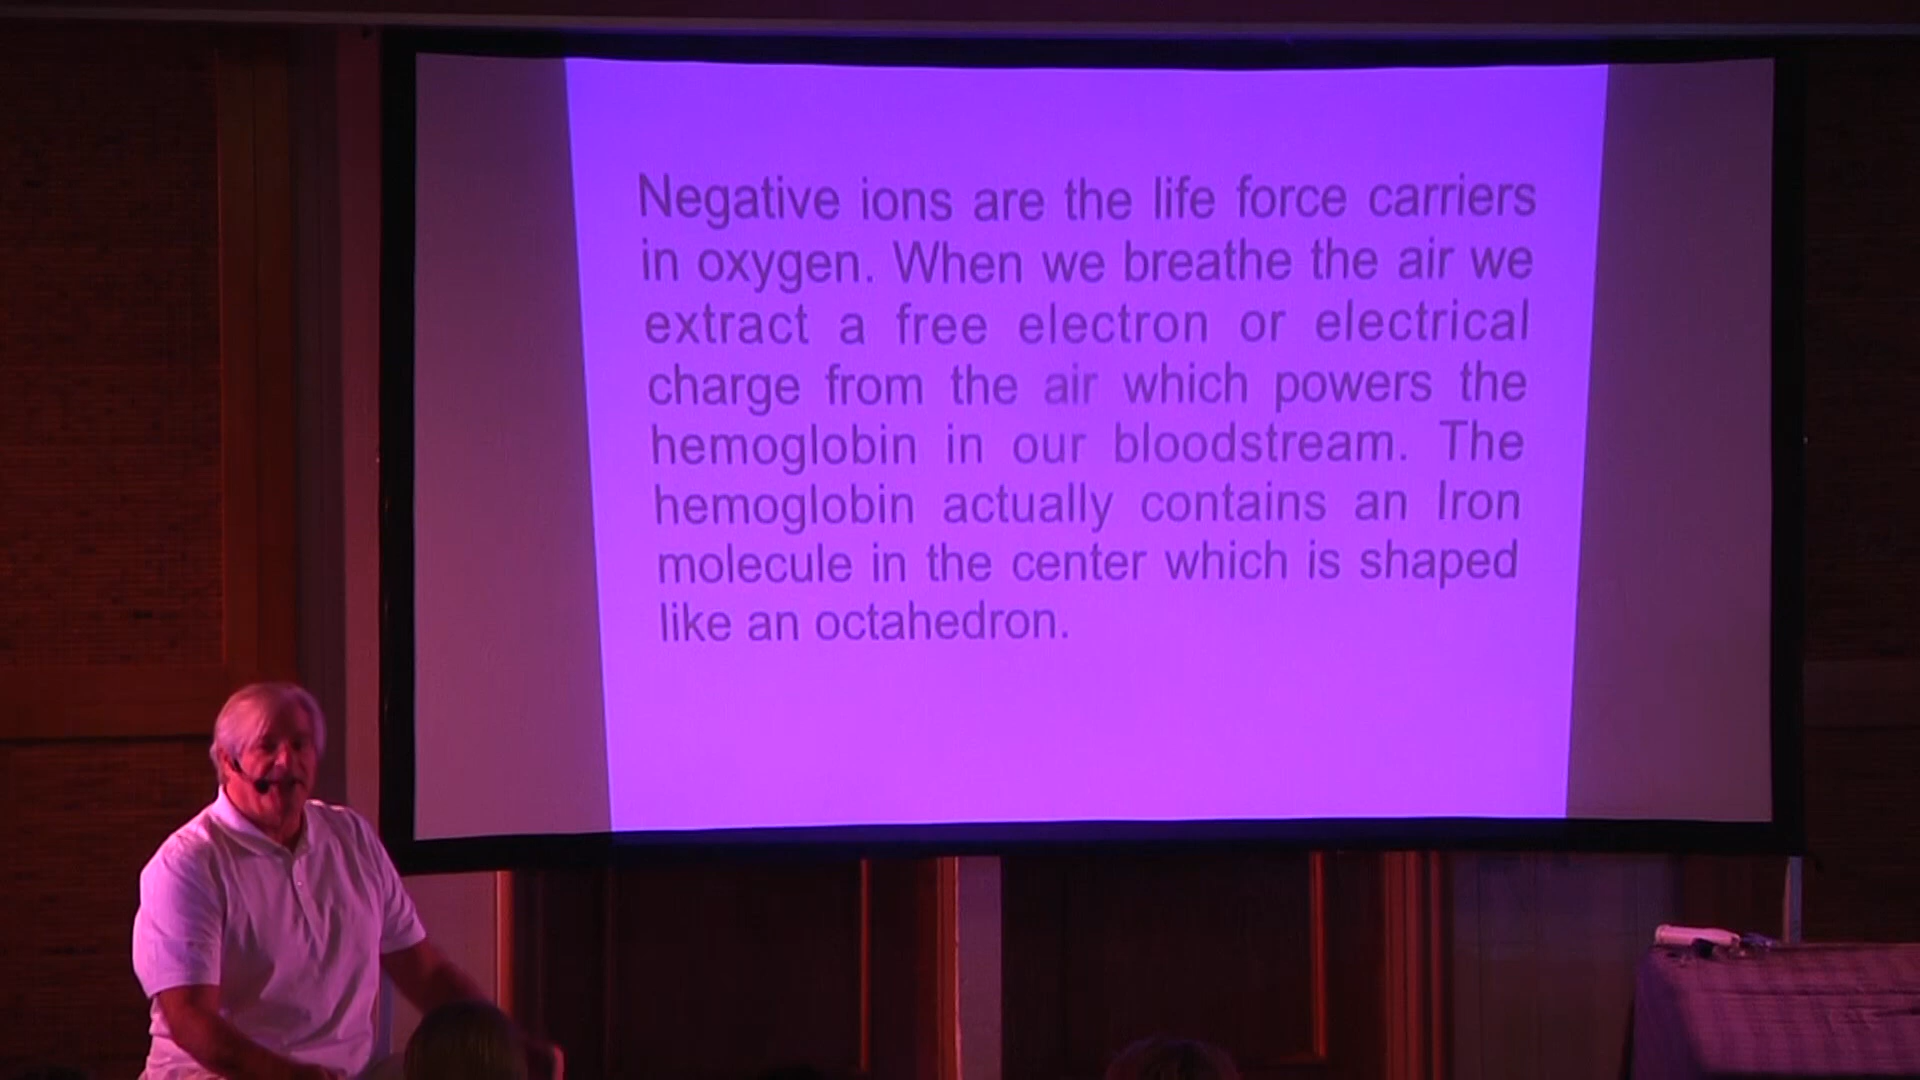 Negative ions are the life force carriers
in oxygen. When we breathe the air we
extract a free electron or electrical
charge from the air which powers the
hemoglobin in our bloodstream. The
hemoglobin actually contains an Iron
molecule in the center which is shaped
like an octahedron.